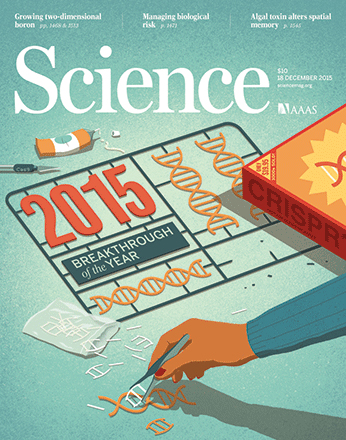 Growing two-dimensional
boron pp. 1468 & 1513
Managing biological
risk p. 1471
Algal toxin alters spatial
memory p. 1545
Science
$10
18 DECEMBER 2015
sciencemag.org
AAAS
2015
BREAKTHROUGH
of the YEAR
CRISPR